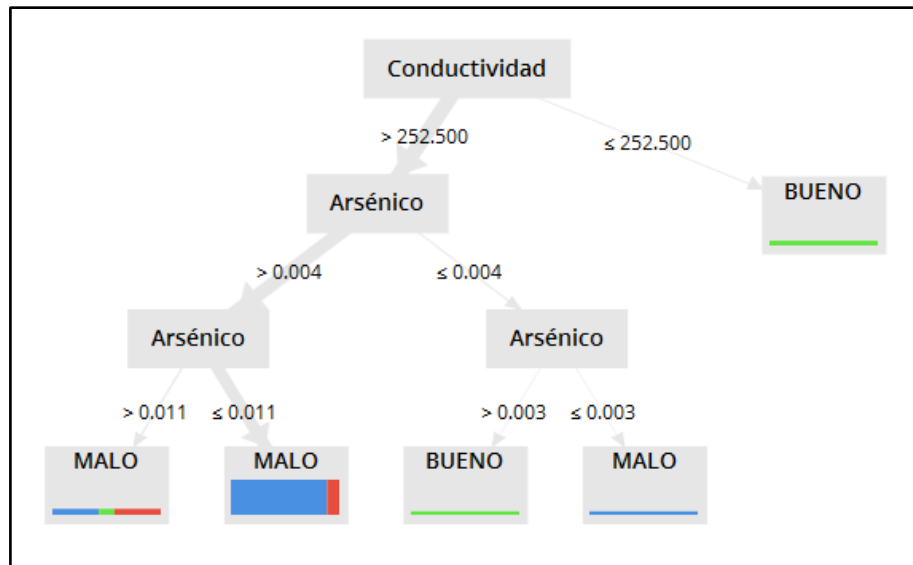 Conductividad
> 252.500
≤ 252.500
Arsénico
BUENO
> 0.004
≤ 0.004
Arsénico
Arsénico
> 0.011
≤ 0.011
> 0.003
≤ 0.003
MALO
MALO
BUENO
MALO